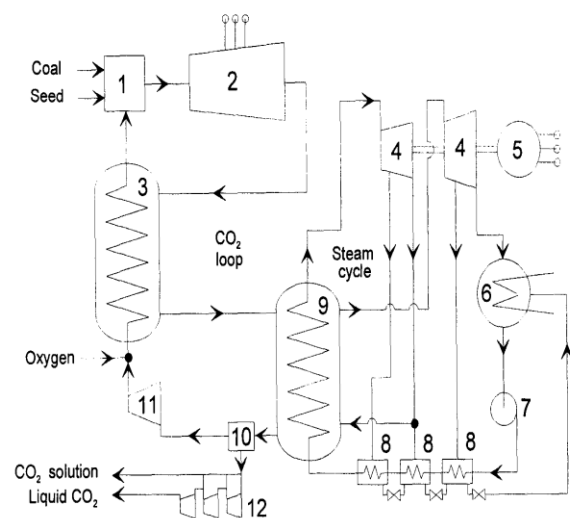 Coal
Seed
1
2
3
4
4
5
CO₂
loop
Steam
cycle
9
6
Oxygen
11
10
7
8
8
8
CO₂ solution
Liquid CO₂
12